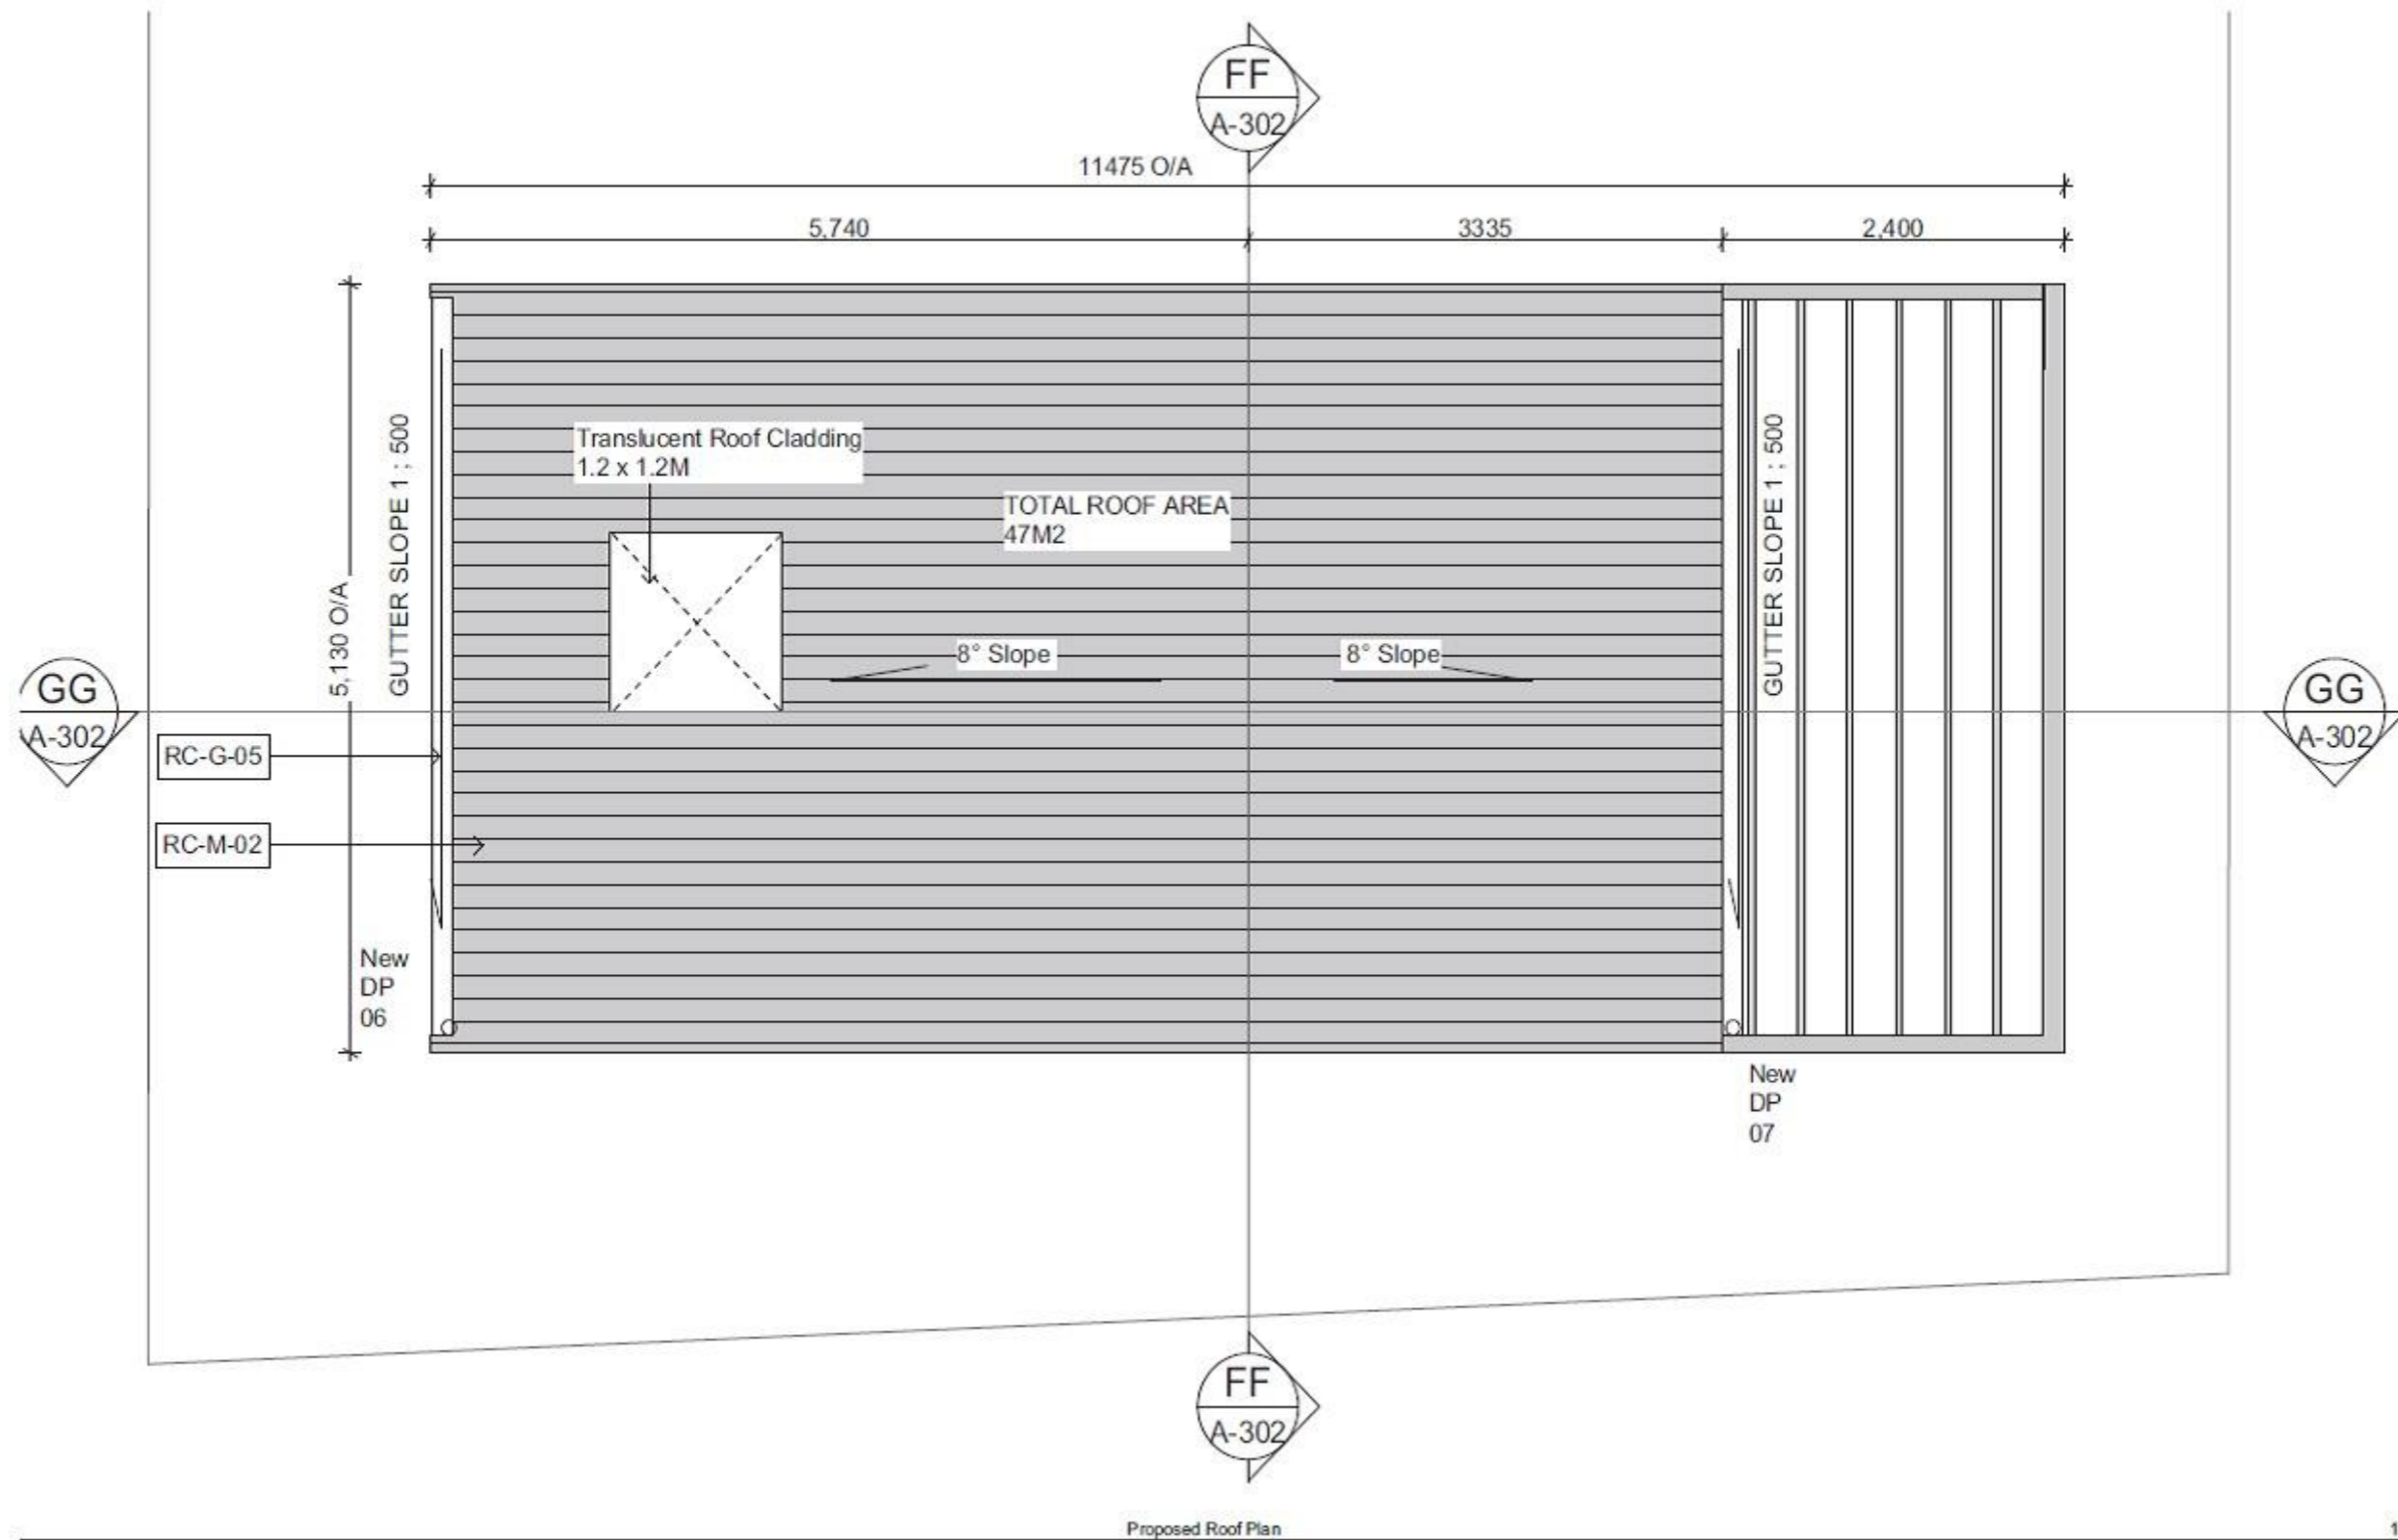 FF
A-302
11475 O/A
5,740
3335
2,400
GUTTER SLOPE 1 ; 500
Translucent Roof Cladding
1.2 x 1.2M
TOTAL ROOF AREA
47M2
GUTTER SLOPE 1 ; 500
5,130 O/A
8° Slope
8° Slope
GG
A-302
GG
A-302
RC-G-05
RC-M-02
New
DP
06
New
DP
07
FF
A-302
Proposed Roof Plan
1